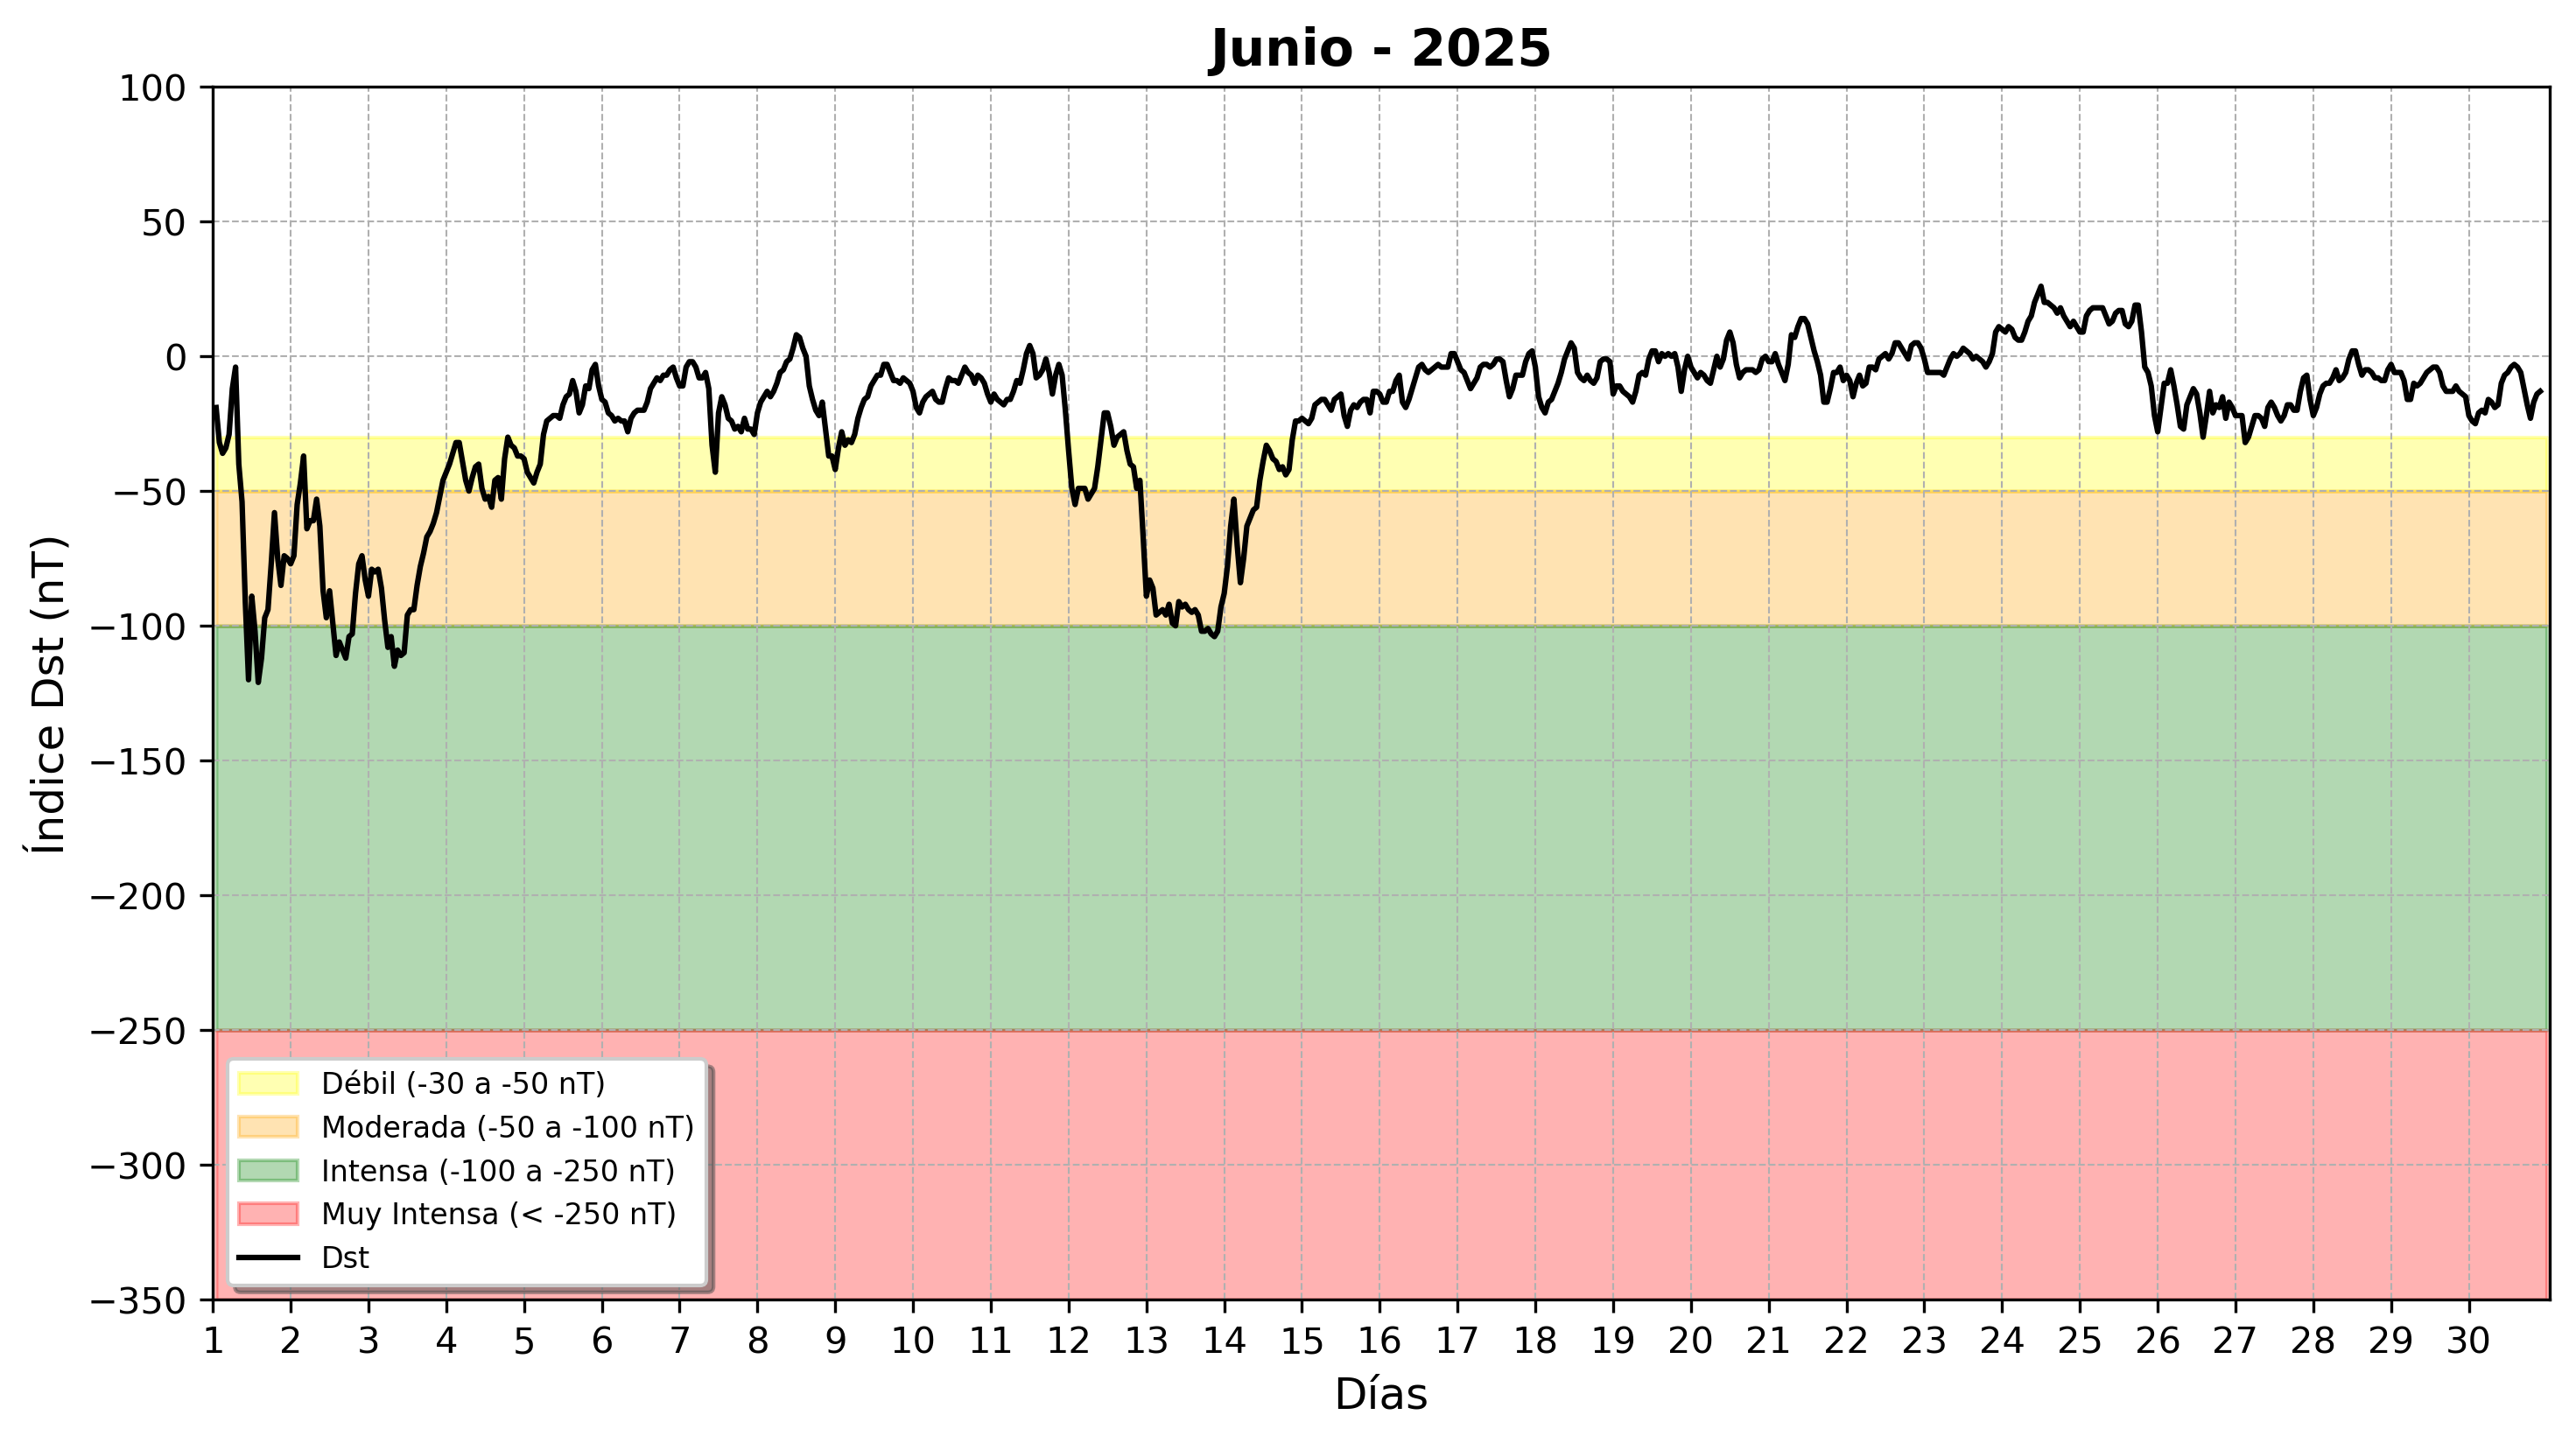 Junio - 2025
100
50
0
−50
−100
−150
−200
−250
−300
−350
Índice Dst (nT)
Débil (-30 a -50 nT)
Moderada (-50 a -100 nT)
Intensa (-100 a -250 nT)
Muy Intensa (< -250 nT)
Dst
1 2 3 4 5 6 7 8 9 10 11 12 13 14 15 16 17 18 19 20 21 22 23 24 25 26 27 28 29 30
Días